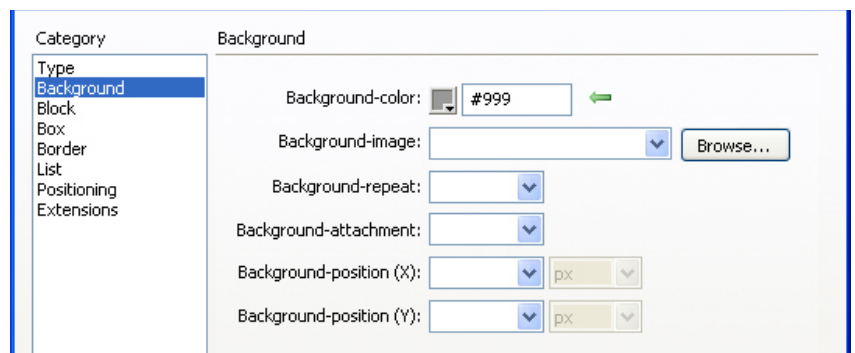 Category
Background
Type
Background
Block
Box
Border
List
Positioning
Extensions
Background-color: #999
Background-image: Browse...
Background-repeat:
Background-attachment:
Background-position (X): px
Background-position (Y): px